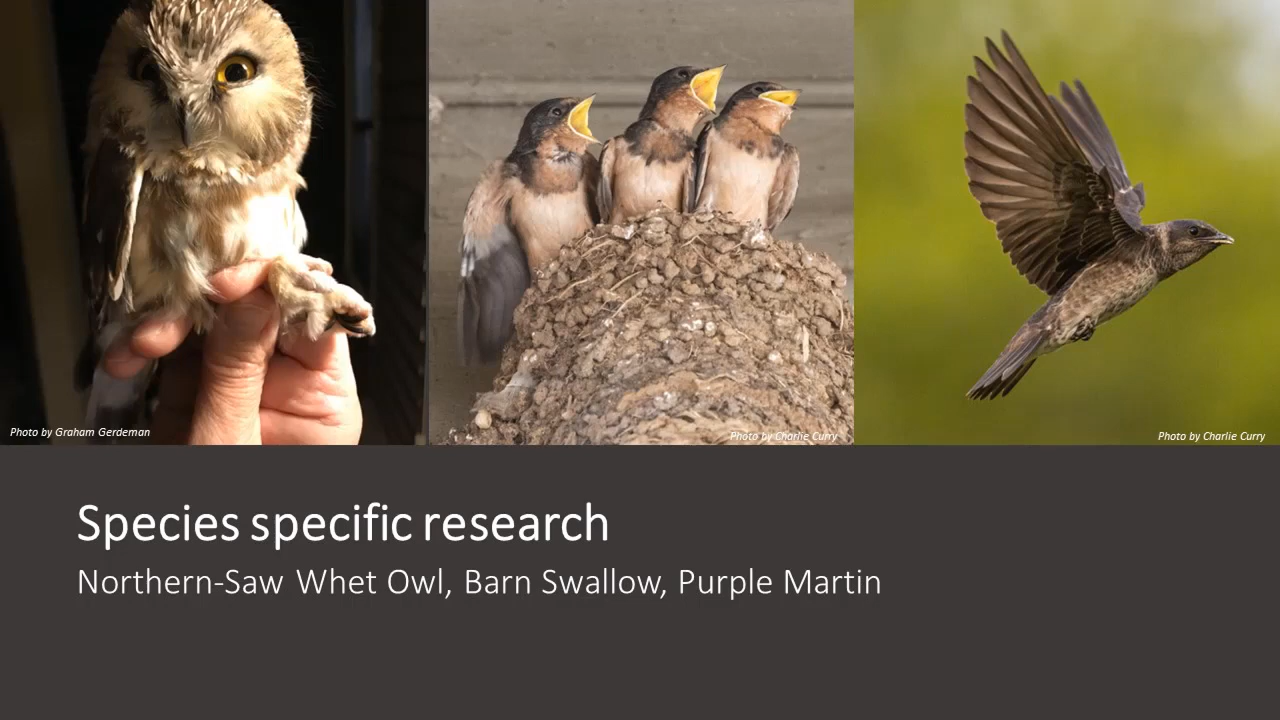 Photo by Graham Gerdeman
Photo by Charlie Curry
Photo by Charlie Curry
Species specific research
Northern-Saw Whet Owl, Barn Swallow, Purple Martin